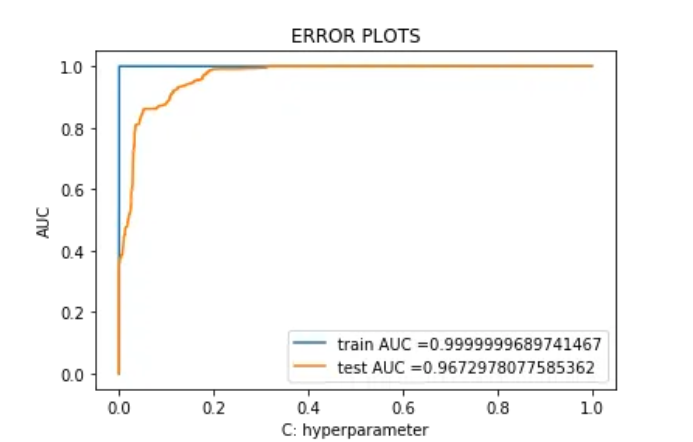 ERROR PLOTS
1.0
0.8
0.6
0.4
0.2
0.0
AUC
train AUC =0.9999999689741467
test AUC =0.9672978077585362
0.0 0.2 0.4 0.6 0.8 1.0
C: hyperparameter